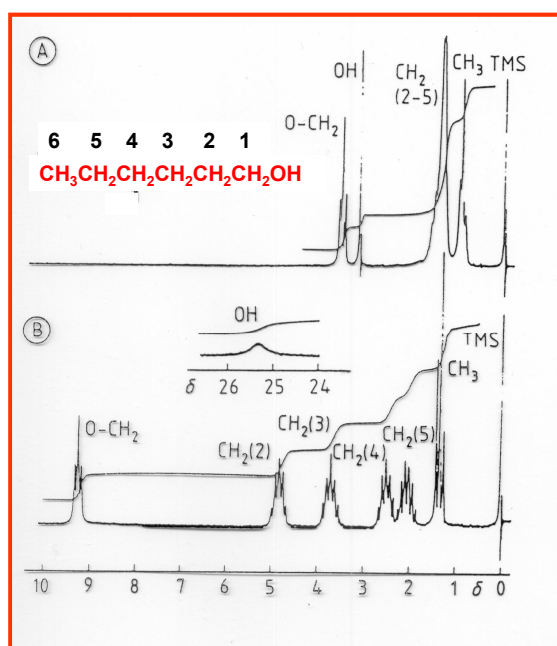 A
OH
CH₂
(2-5)
CH₃ TMS
O-CH₂
6 5 4 3 2 1
CH₃CH₂CH₂CH₂CH₂CH₂OH
B
OH
δ 26 25 24
TMS
CH₃
O-CH₂
CH₂(2)
CH₂(3)
CH₂(4)
CH₂(5)
10 9 8 7 6 5 4 3 2 1 δ 0